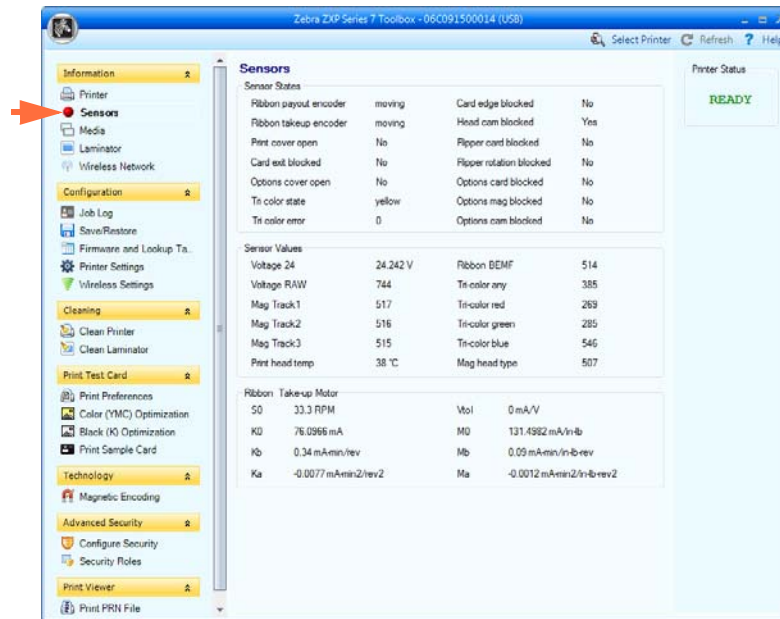 Zebra ZXP Series 7 Toolbox - 06C091500014 (USB)
Select Printer Refresh ? Help
Information
Printer
Sensors
Media
Laminator
Wireless Network
Configuration
Job Log
Save/Restore
Firmware and Lookup Ta...
Printer Settings
Wireless Settings
Cleaning
Clean Printer
Clean Laminator
Print Test Card
Print Preferences
Color (YMC) Optimization
Black (K) Optimization
Print Sample Card
Technology
Magnetic Encoding
Advanced Security
Configure Security
Security Roles
Print Viewer
Print PRN File
Sensors
Sensor States
Ribbon payout encoder moving Card edge blocked No
Ribbon takeup encoder moving Head cam blocked Yes
Print cover open No Flipper card blocked No
Card exit blocked No Flipper rotation blocked No
Options cover open No Options card blocked No
Tri color state yellow Options mag blocked No
Tri color error 0 Options cam blocked No
Sensor Values
Voltage 24 24.242 V Ribbon BEMF 514
Voltage RAW 744 Tri-color any 385
Mag Track1 517 Tri-color red 269
Mag Track2 516 Tri-color green 285
Mag Track3 515 Tri-color blue 546
Print head temp 38 °C Mag head type 507
Ribbon Take-up Motor
S0 33.3 RPM Vtol 0 mA/V
K0 76.0966 mA M0 131.4982 mA/in-lb
Kb 0.34 mA-min/rev Mb 0.09 mA-min/in-lb-rev
Ka -0.0077 mA-min2/rev2 Ma -0.0012 mA-min2/in-lb-rev2
Printer Status
READY